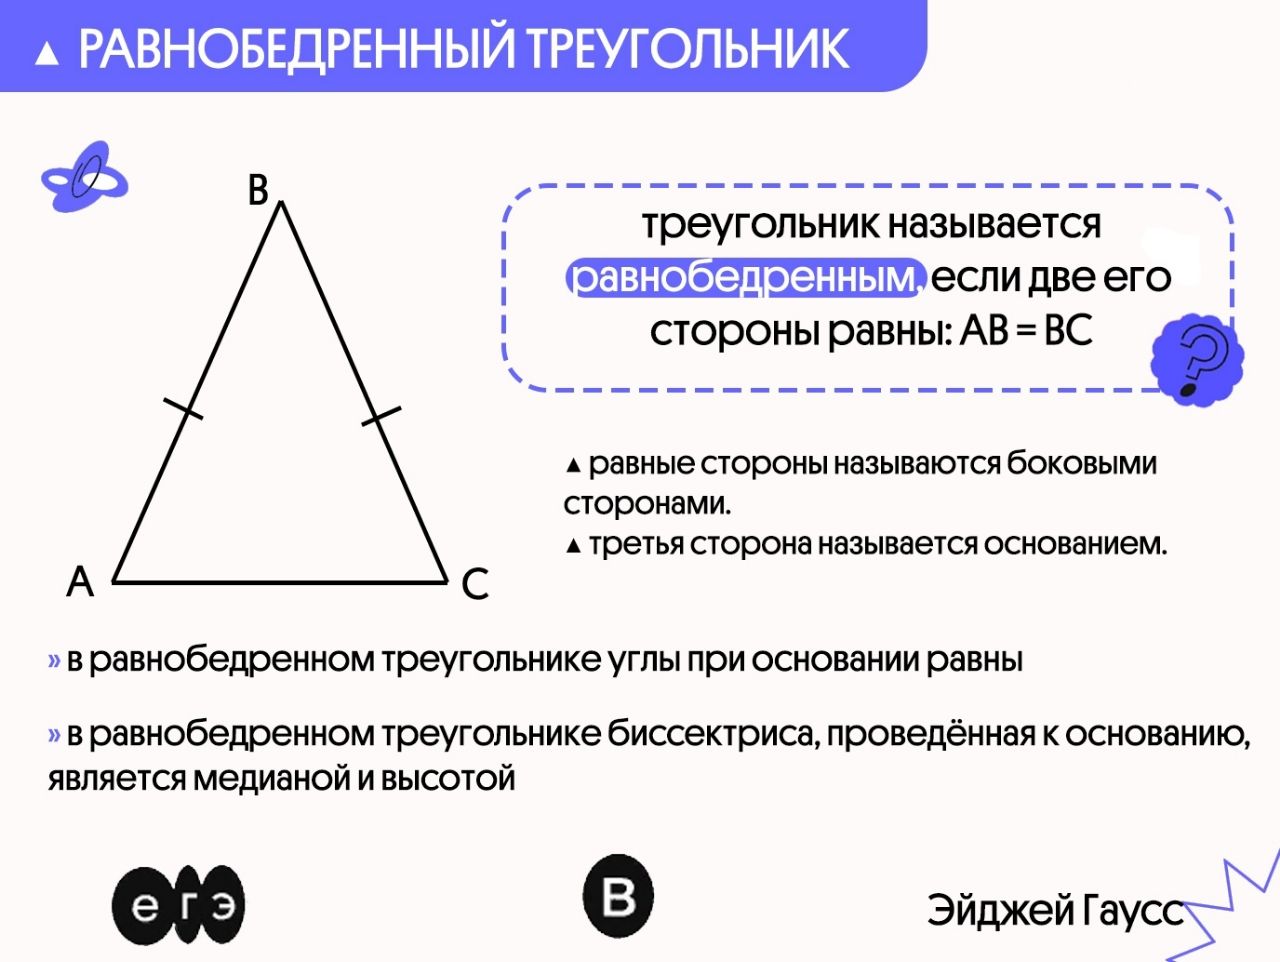 ▲ РАВНОБЕДРЕННЫЙ ТРЕУГОЛЬНИК
B
A
C
треугольник называется
равнобедренным, если две его
стороны равны: AB = BC
?
▲ равные стороны называются боковыми
сторонами.
▲ третья сторона называется основанием.
» в равнобедренном треугольнике углы при основании равны
» в равнобедренном треугольнике биссектриса, проведённая к основанию,
является медианой и высотой
егэ
В
Эйджей Гаусс